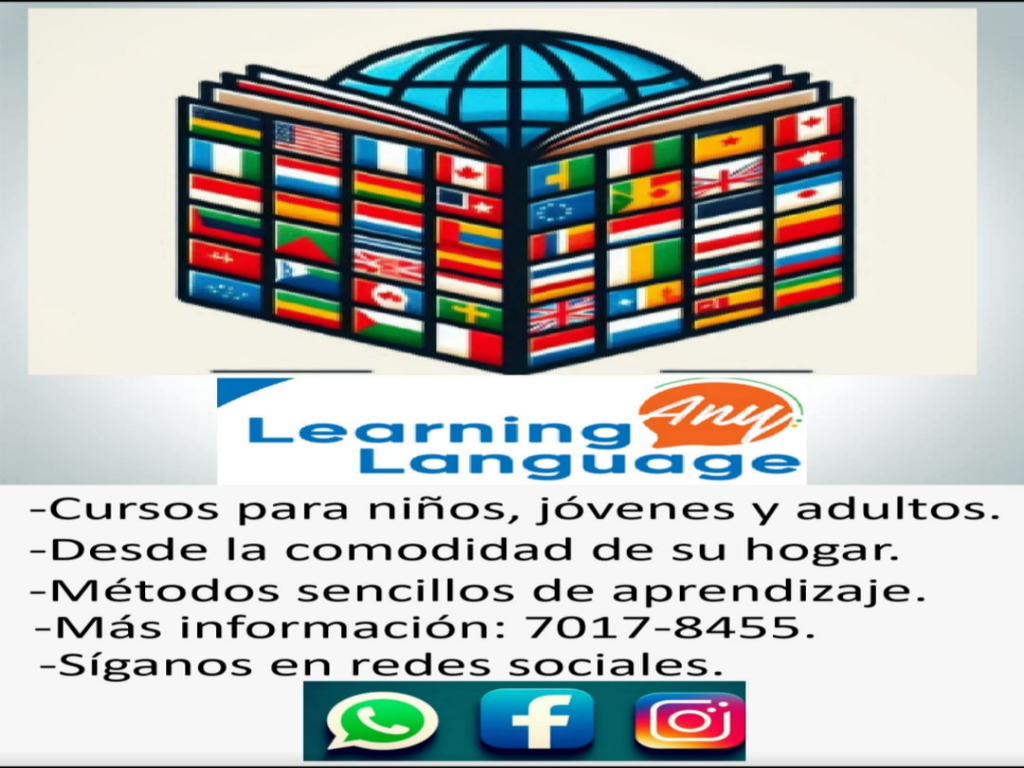 Learning Any
Language
-Cursos para niños, jóvenes y adultos.
-Desde la comodidad de su hogar.
-Métodos sencillos de aprendizaje.
-Más información: 7017-8455.
-Síganos en redes sociales.